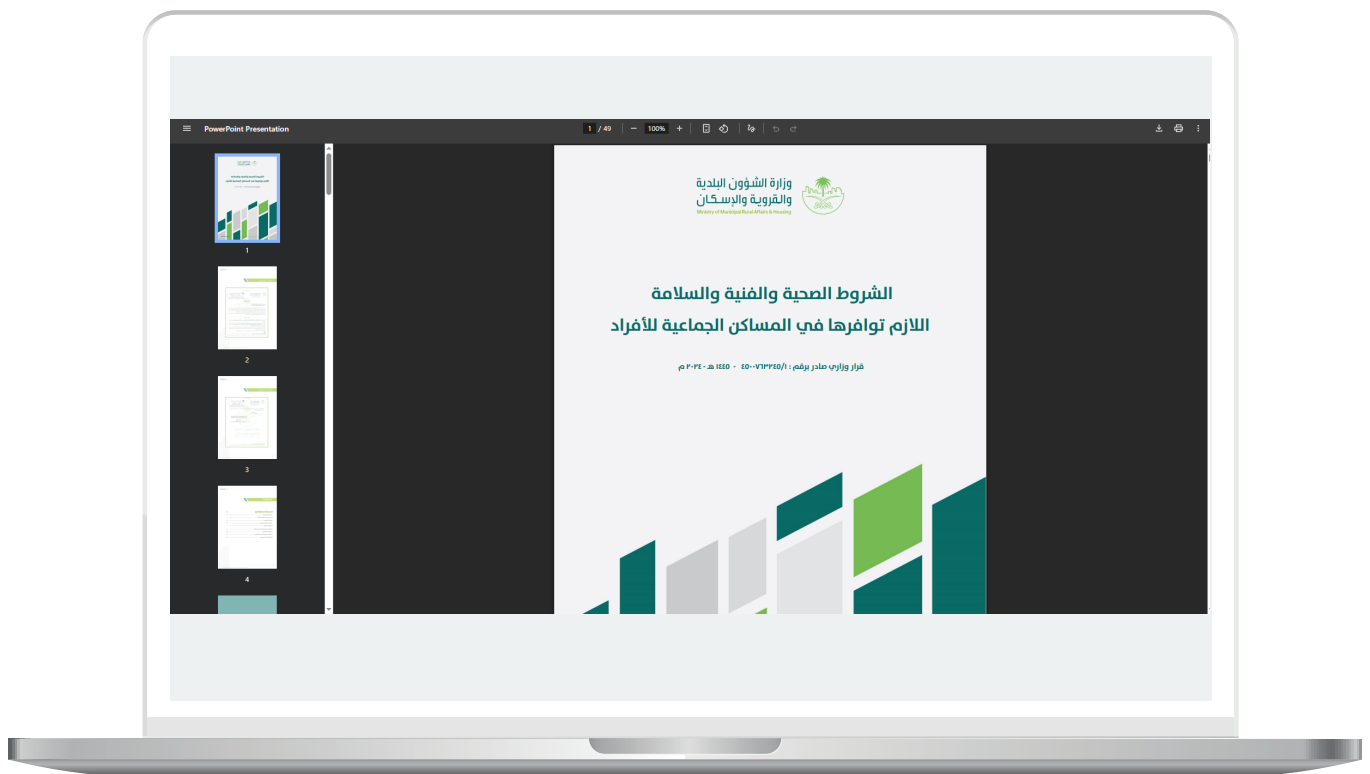 PowerPoint Presentation
1 / 49
100%
وزارة الشؤون البلدية
والقروية والإسكان
Ministry of Municipal Rural Affairs & Housing
الشروط الصحية والفنية والسلامة
اللازم توافرها في المساكن الجماعية للأفراد
قرار وزاري صادر برقم : ٤٥٠٠٧٦٣٢٤٥/١ - ١٤٤٥ هـ - ٢٠٢٤ م
1
2
3
4